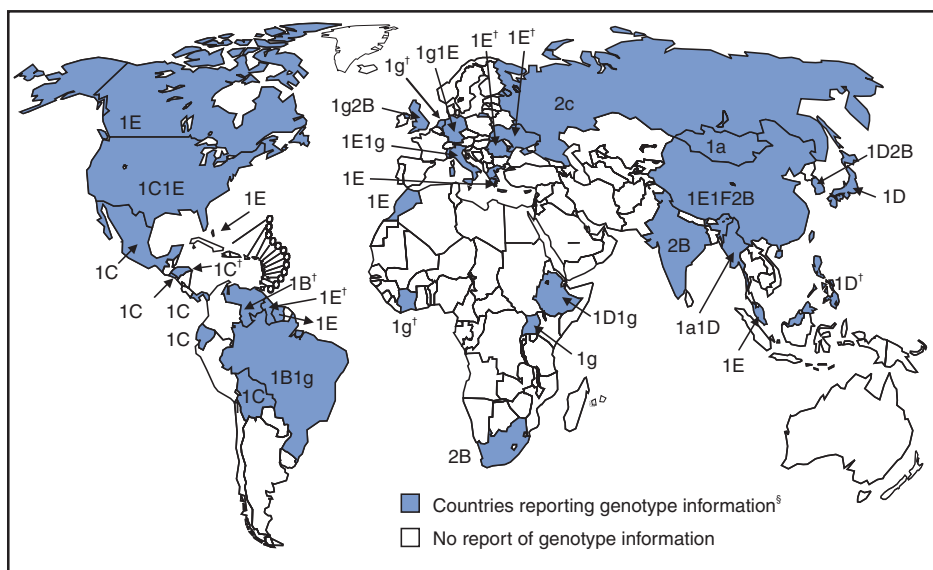 1E†
1E†
1g1E
1g†
1g2B
2c
1E
1a
1D2B
1E1g
1C1E
1E
1D
1E1F2B
1E
1E
2B
1C
1C†
1B†
1D†
1E†
1C
1C
1E
1g†
1D1g
1a1D
1C
1g
1E
1B1g
1C
2B
Countries reporting genotype information§
No report of genotype information